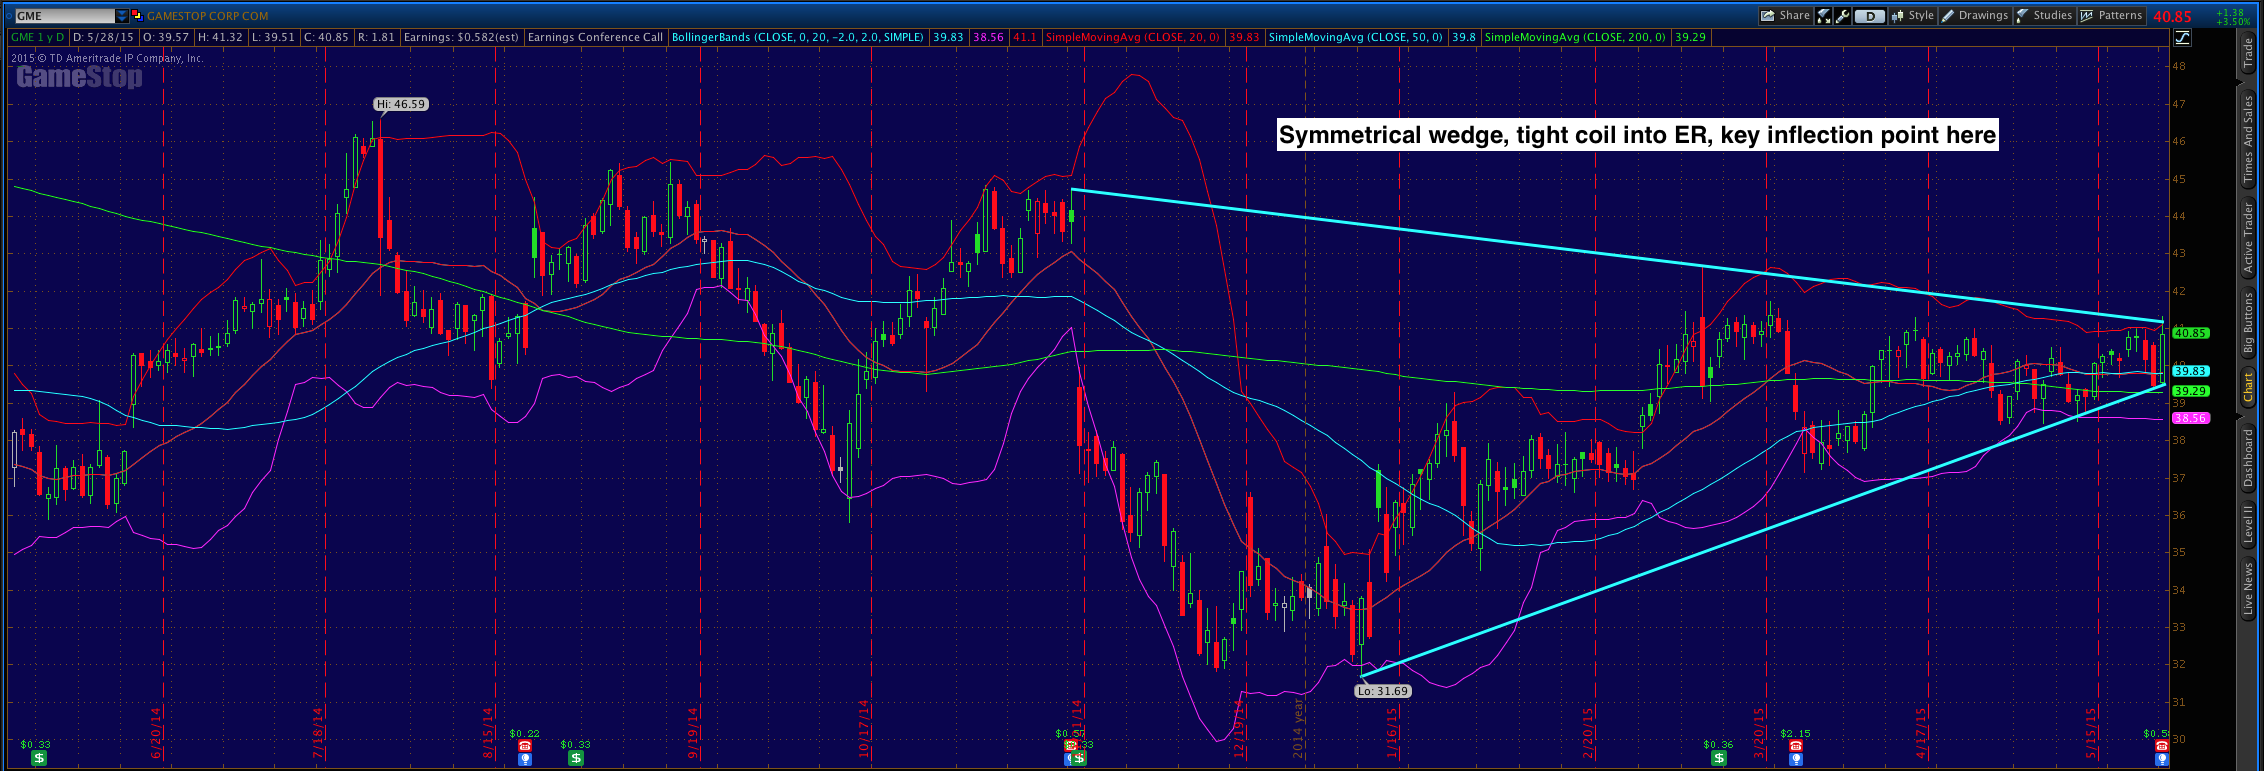 GME
GAMESTOP CORP COM
Share
D
Style
Drawings
Studies
Patterns
40.85
+1.38
+3.50%
GME 1 y D
D: 5/28/15
O: 39.57
H: 41.32
L: 39.51
C: 40.85
R: 1.81
Earnings: $0.582(est)
Earnings Conference Call
BollingerBands (CLOSE, 0, 20, -2.0, 2.0, SIMPLE)
39.83
38.56
41.1
SimpleMovingAvg (CLOSE, 20, 0)
39.83
SimpleMovingAvg (CLOSE, 50, 0)
39.8
SimpleMovingAvg (CLOSE, 200, 0)
39.29
2015 © TD Ameritrade IP Company, Inc.
GameStop
Hi: 46.59
Symmetrical wedge, tight coil into ER, key inflection point here
Lo: 31.69
48
47
46
45
44
43
42
41
40.85
40
39.83
39.29
39
38.56
38
37
36
35
34
33
32
31
30
6/20/14
7/18/14
8/15/14
9/19/14
10/17/14
12/19/14
2014 year
1/16/15
2/20/15
3/20/15
4/17/15
5/15/15
$0.33
$0.22
$0.33
$0.57
$0.36
$2.15
Trade
Times And Sales
Active Trader
Big Buttons
Chart
Dashboard
Level II
Live News